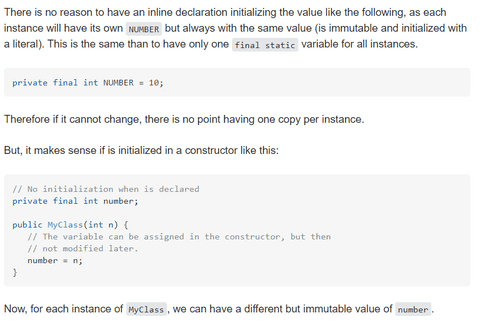 There is no reason to have an inline declaration initializing the value like the following, as each
instance will have its own NUMBER but always with the same value (is immutable and initialized with
a literal). This is the same than to have only one final static variable for all instances.
private final int NUMBER = 10;
Therefore if it cannot change, there is no point having one copy per instance.
But, it makes sense if is initialized in a constructor like this:
// No initialization when is declared
private final int number;
public MyClass(int n) {
// The variable can be assigned in the constructor, but then
// not modified later.
number = n;
}
Now, for each instance of MyClass, we can have a different but immutable value of number.